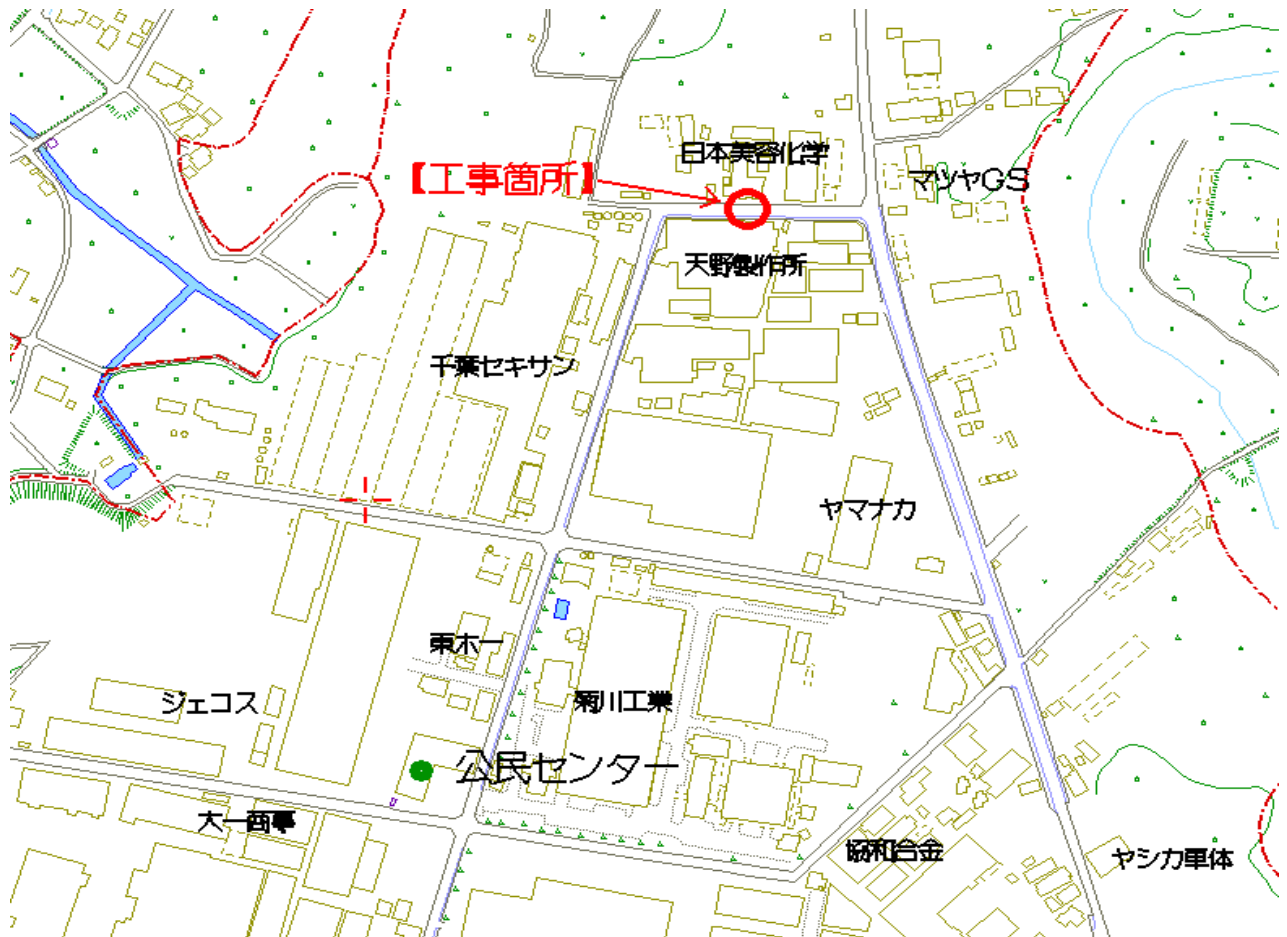 日本美容化学
【工事箇所】
マツヤGS
天野製作所
千葉セキサン
ヤマナカ
東ホー
ジェコス
菊川工業
公民センター
大一商事
協和合金
ヤシカ車体